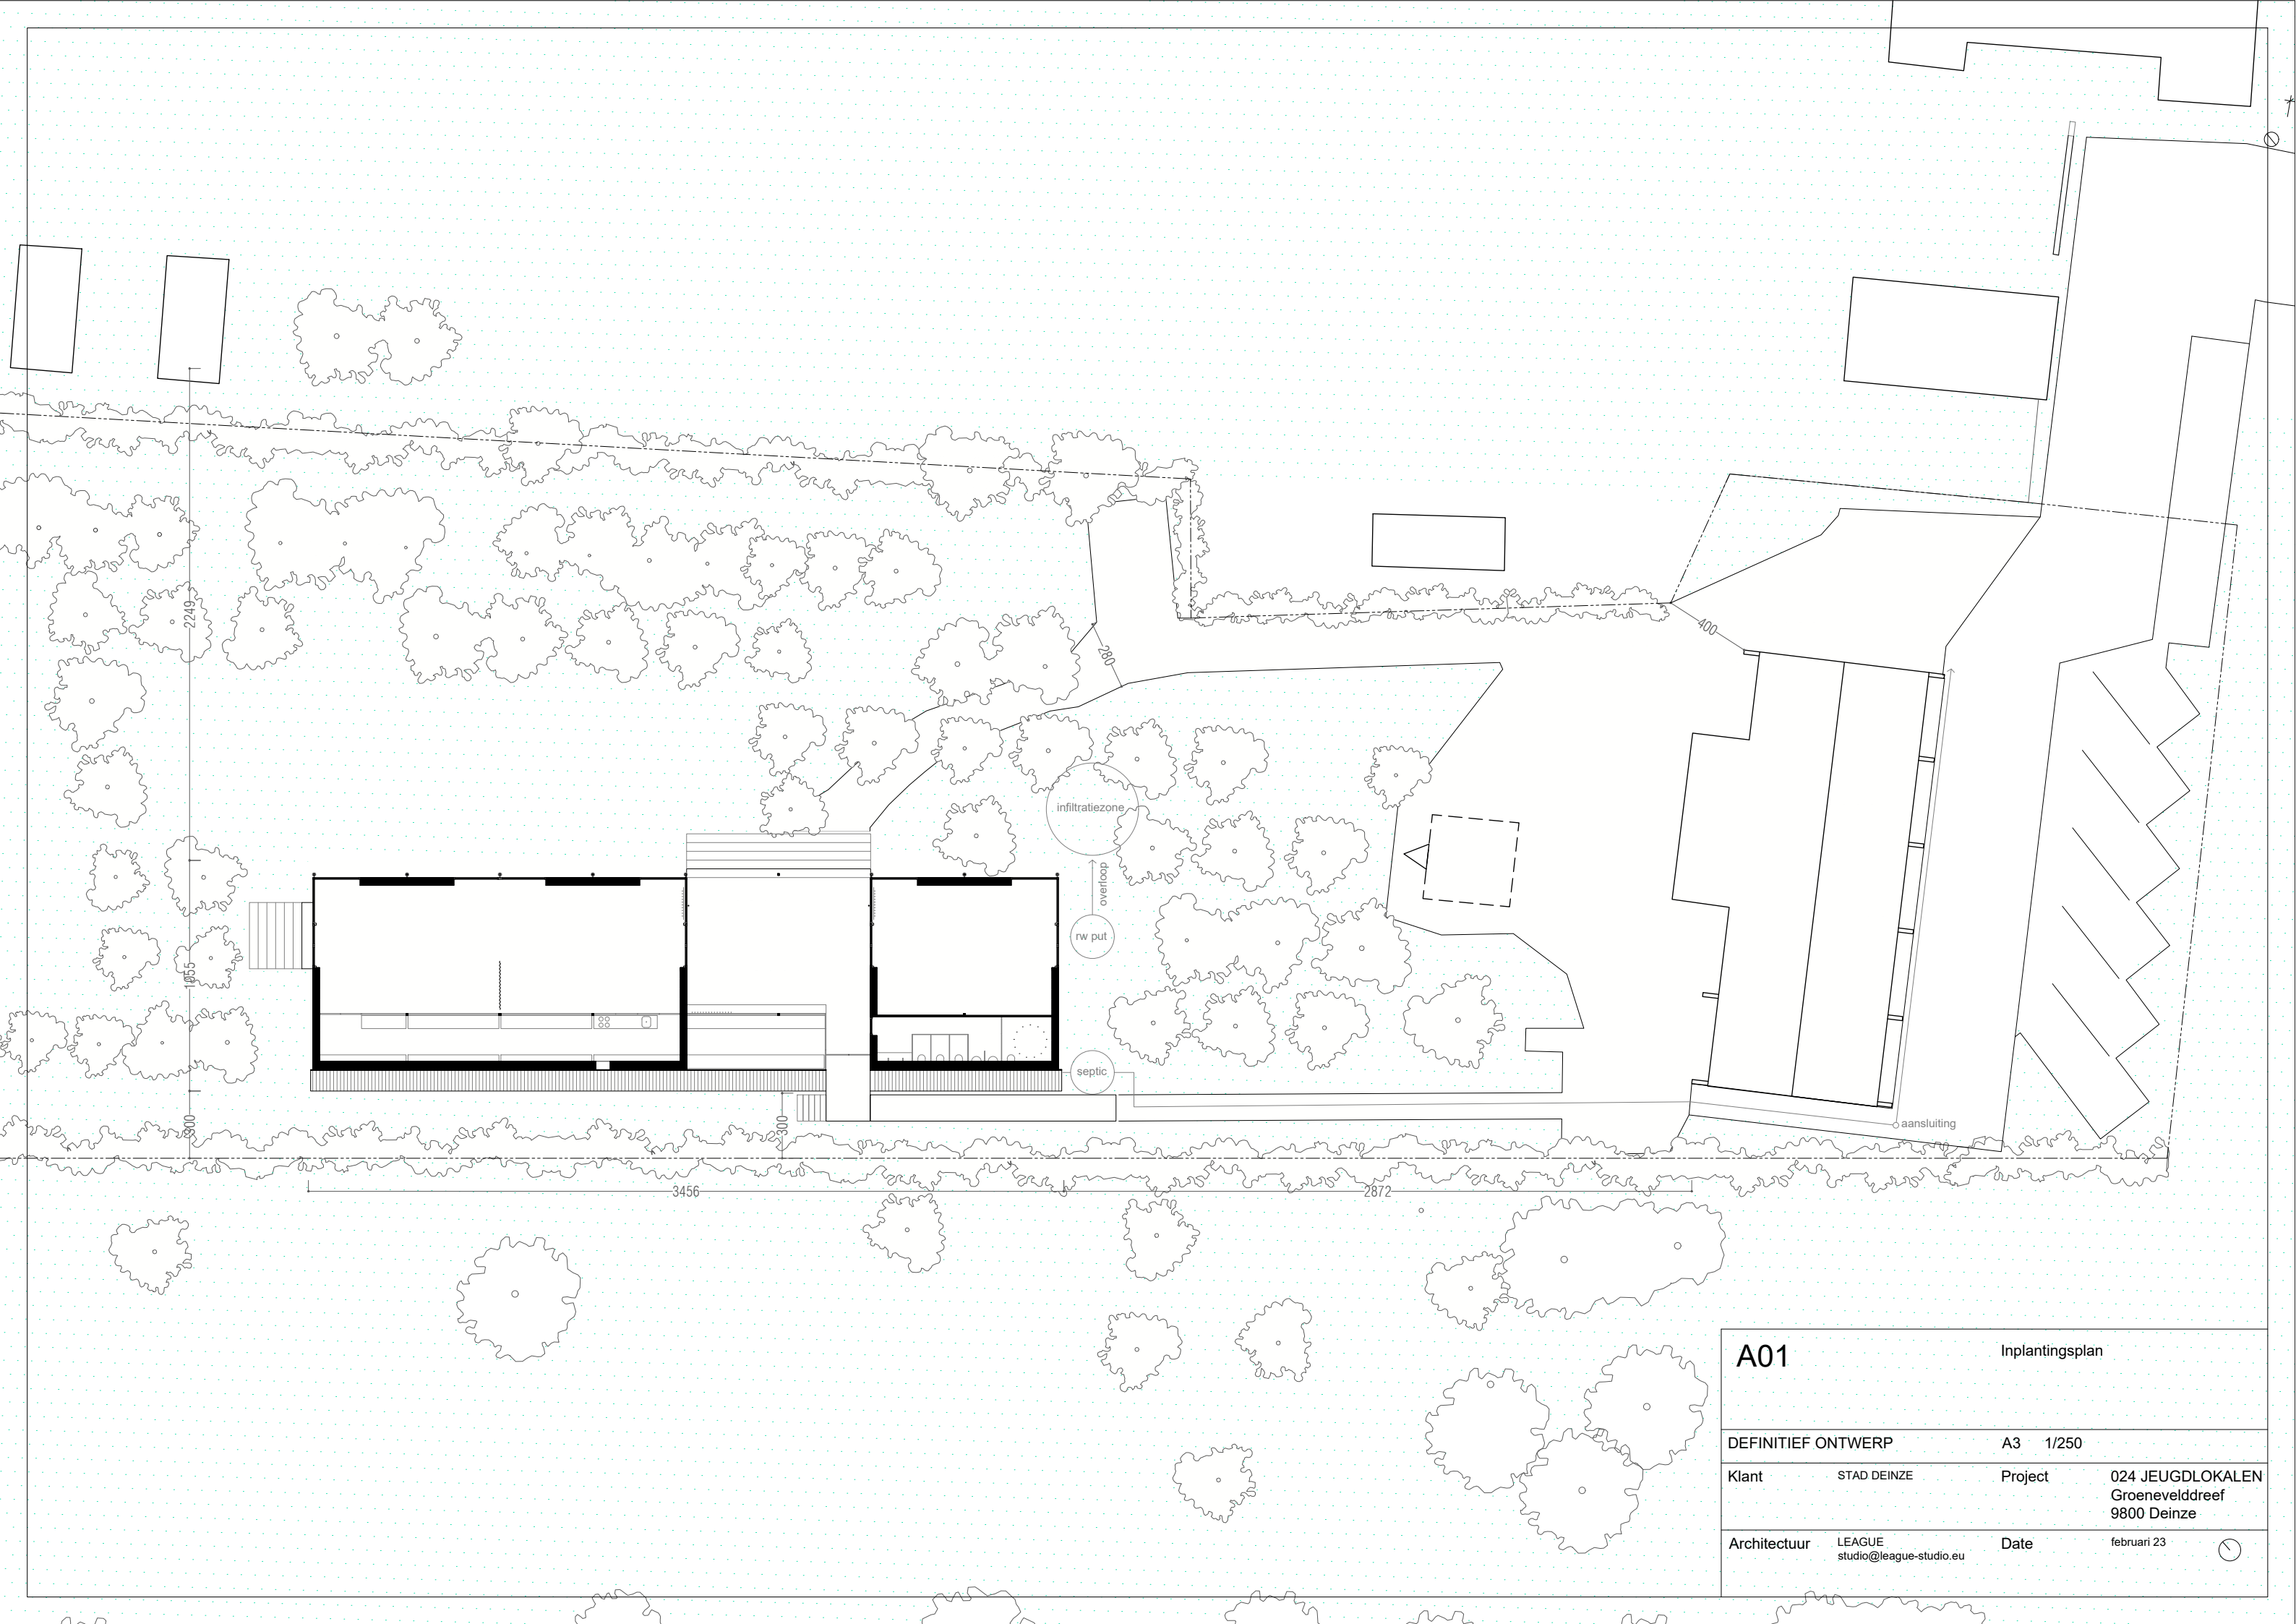 2249
400
280
infiltratiezone
overloop
rw put
1055
septic
300
300
aansluiting
3456
2872
A01
Inplantingsplan
DEFINITIEF ONTWERP
A3 1/250
Klant
STAD DEINZE
Project
024 JEUGDLOKALEN
Groenevelddreef
9800 Deinze
Architectuur
LEAGUE
studio@league-studio.eu
Date
februari 23